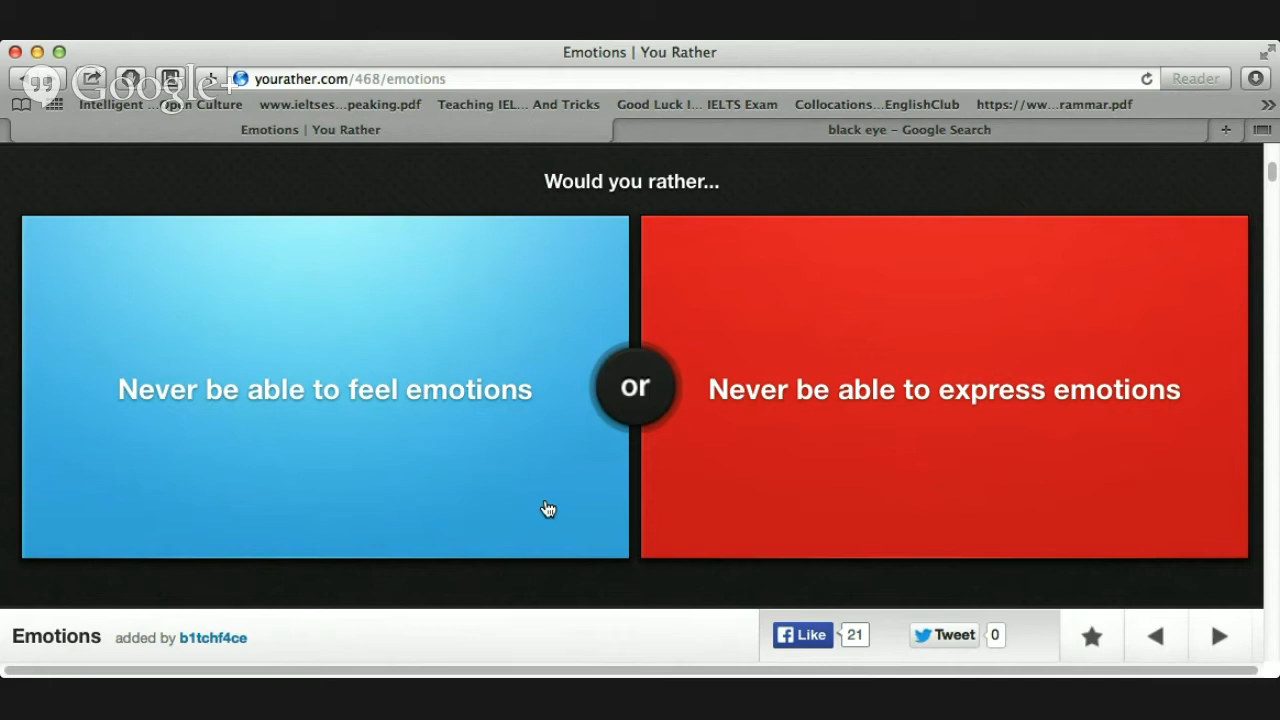 Emotions | You Rather
Google+
yourather.com/468/emotions
Reader
Intelligent ...Open Culture
www.ieltses...peaking.pdf
Teaching IEL... And Tricks
Good Luck I... IELTS Exam
Collocations...EnglishClub
https://ww...rammar.pdf
Emotions | You Rather
black eye – Google Search
Would you rather...
Never be able to feel emotions
or
Never be able to express emotions
Emotions added by b1tchf4ce
Like 21
Tweet 0